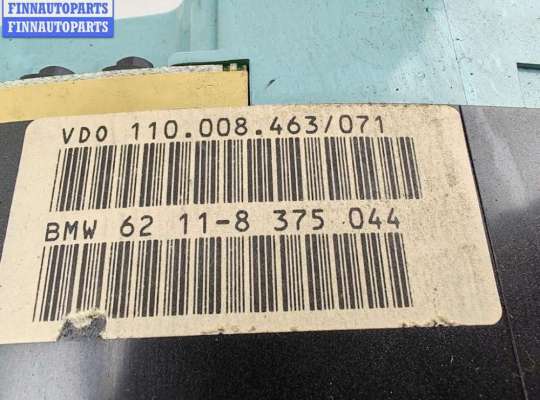 FINNAUTOPARTS
FINNAUTOPARTS
VDO 110.008.463/071
BMW 62 11-8 375 044